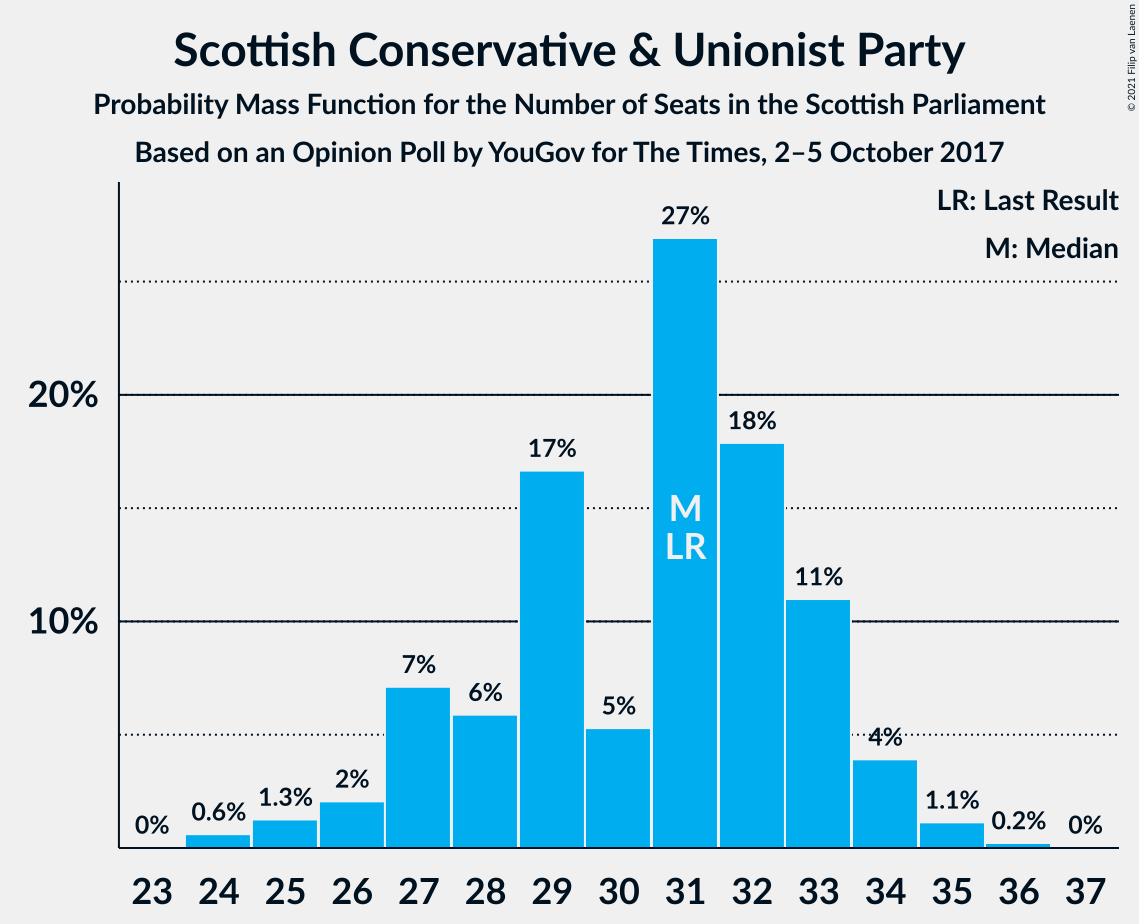 Scottish Conservative & Unionist Party
Probability Mass Function for the Number of Seats in the Scottish Parliament
Based on an Opinion Poll by YouGov for The Times, 2–5 October 2017
© 2021 Filip van Laenen
LR: Last Result
M: Median
20%
10%
0%
0.6%
1.3%
2%
7%
6%
17%
5%
27%
18%
11%
4%
1.1%
0.2%
0%
M
LR
23 24 25 26 27 28 29 30 31 32 33 34 35 36 37